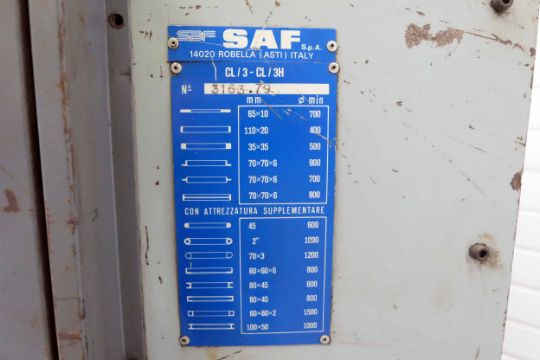 SAF SAF S.p.A.
14020 ROBELLA (ASTI) ITALY
CL/3 - CL/3H
Nº 3163.79
mm Ø min
65×10 700
110×20 400
35×35 500
70×70×6 900
70×70×6 700
70×70×6 900
CON ATTREZZATURA SUPPLEMENTARE
45 600
2" 1000
70×3 1200
60×60×6 800
80×45 600
80×45 800
60×60×2 1500
100×50 1000